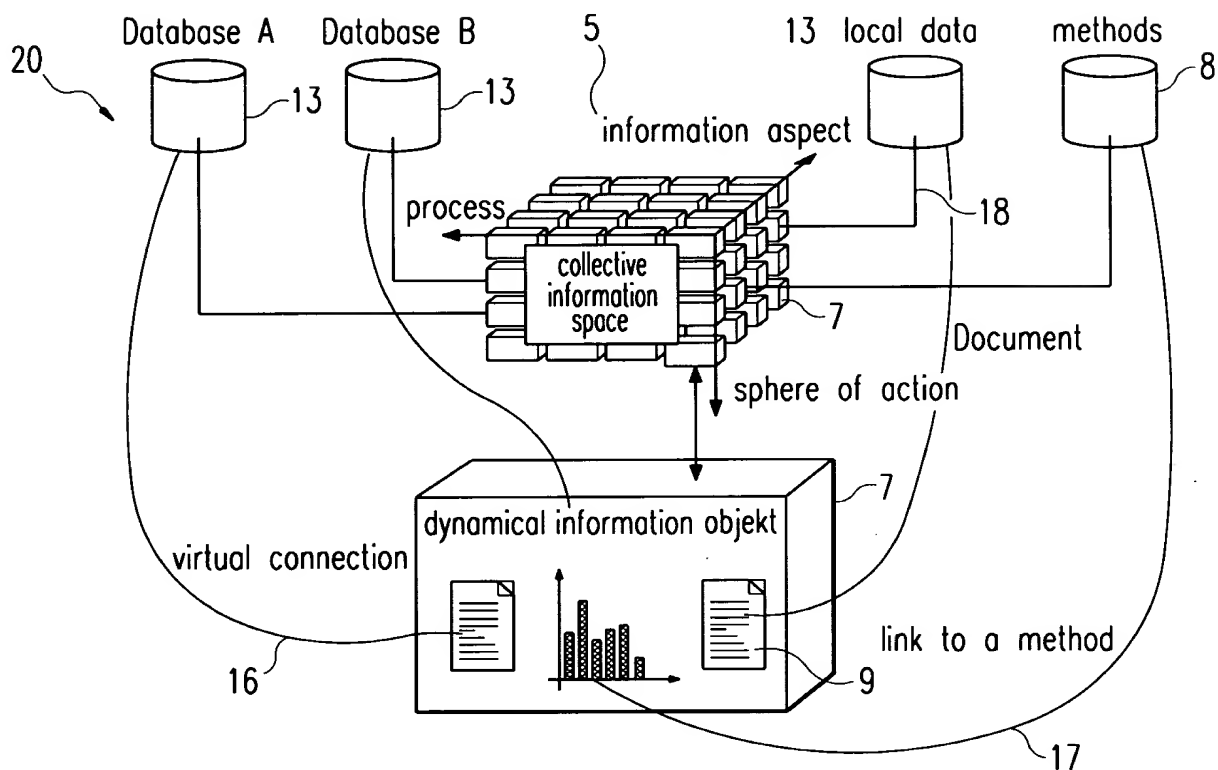 Database A
Database B
5
13 local data
methods
20
13
13
8
information aspect
process
18
collective
information
space
7
Document
sphere of action
7
dynamical information objekt
virtual connection
link to a method
16
9
17